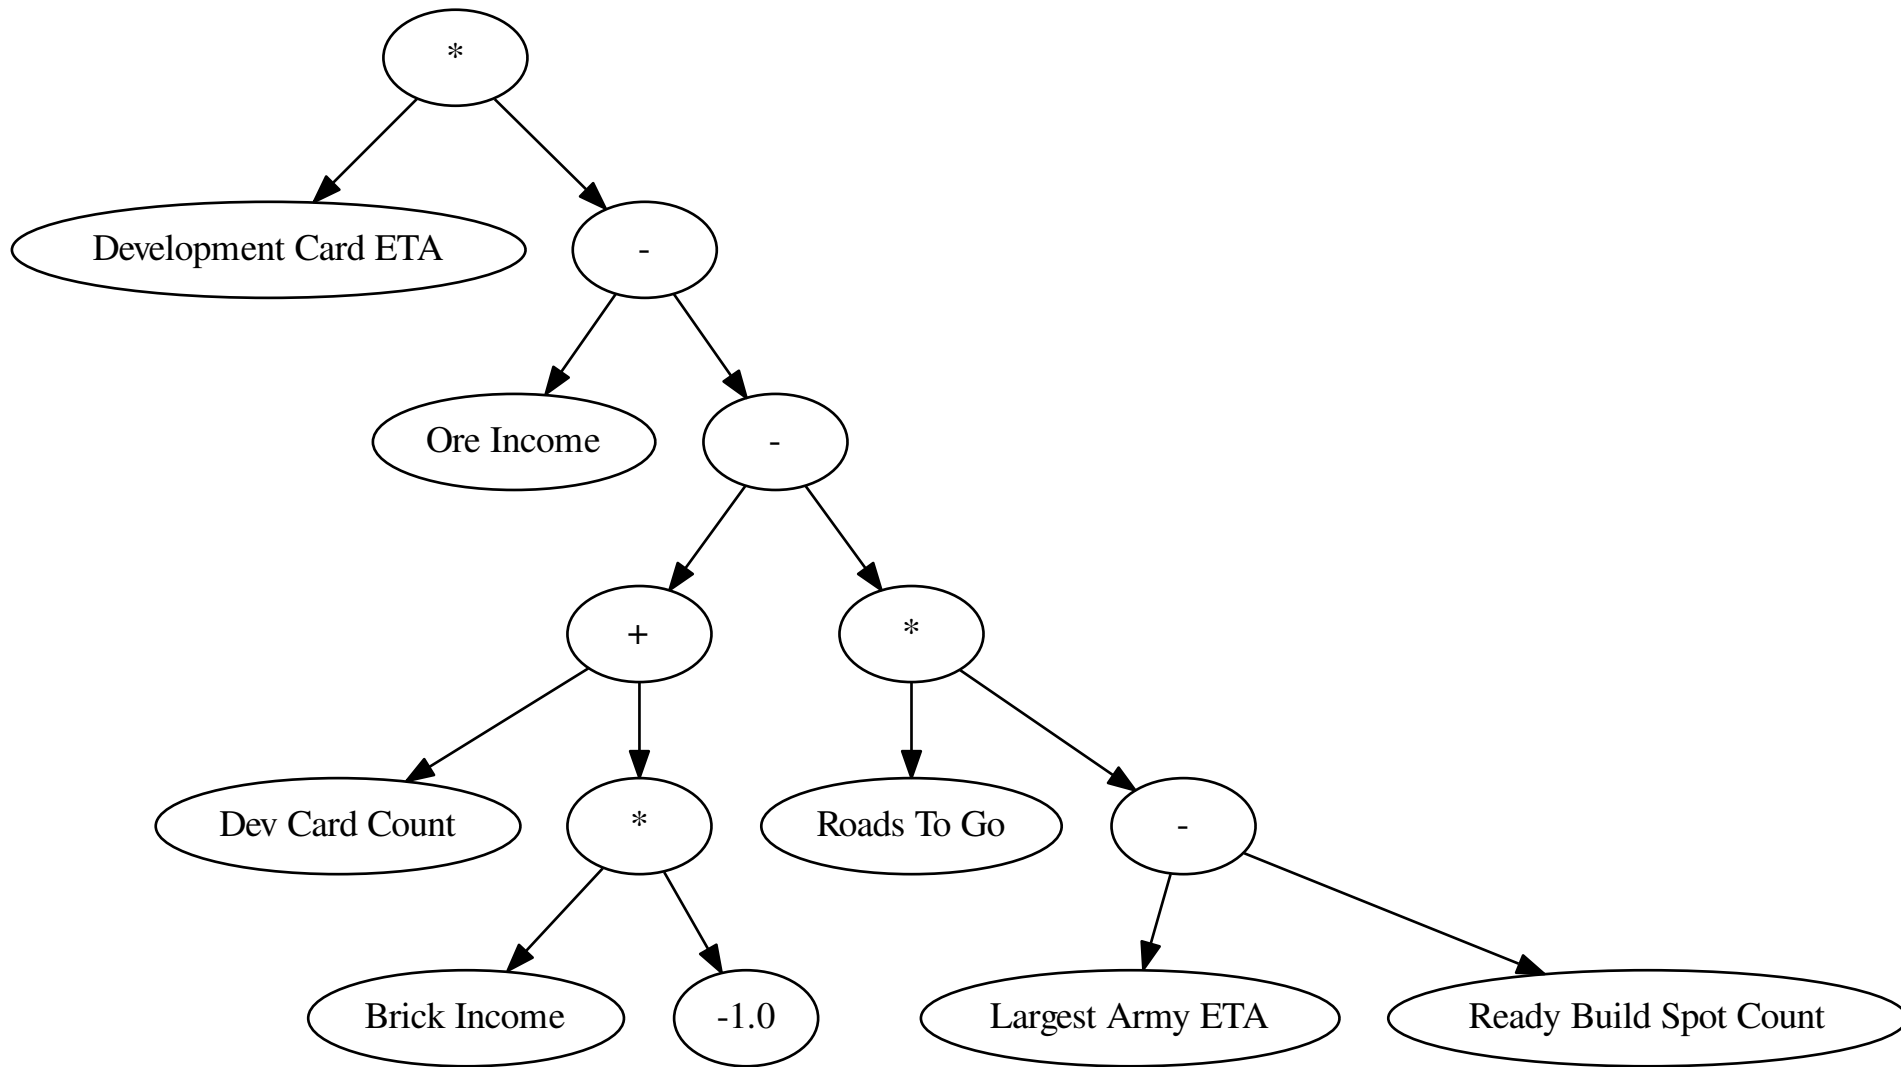 *
Development Card ETA
-
Ore Income
-
+
*
Dev Card Count
*
Roads To Go
-
Brick Income
-1.0
Largest Army ETA
Ready Build Spot Count